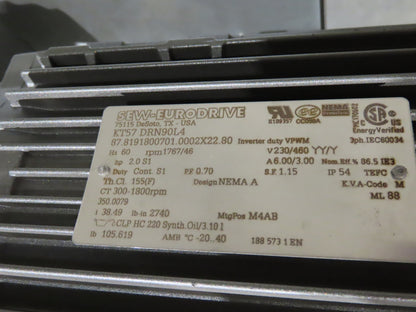 SEW-EURODRIVE
75115 DeSoto, TX - USA
KT57 DRN90L4
87.8191800701.0002X22.80 Inverter duty VPWM 3ph.IEC60034
Hz 60 rpm 1767/46 V 230/460 YY/Y
hp 2.0 S1 A 6.00/3.00 Nom.Eff.% 86.5 IE3
Duty Cont. S1 P.F. 0.70 S.F. 1.15 IP 54 TEFC
Th.Cl. 155(F) Design NEMA A K.V.A-Code M
CT 300-1800rpm ML 88
350.0079
i 38.49 lb-in 2740 MtgPos M4AB
CLP HC 220 Synth.Oil/3.10 l
lb 105.619 AMB °C -20..40 188 573 1 EN
E189357
CC056A
NEMA
Premium
Energy Verified